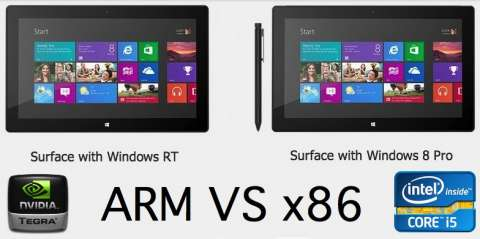 Start
Start
Surface with Windows RT
Surface with Windows 8 Pro
NVIDIA.
TEGRA
ARM VS x86
intel inside
CORE i5